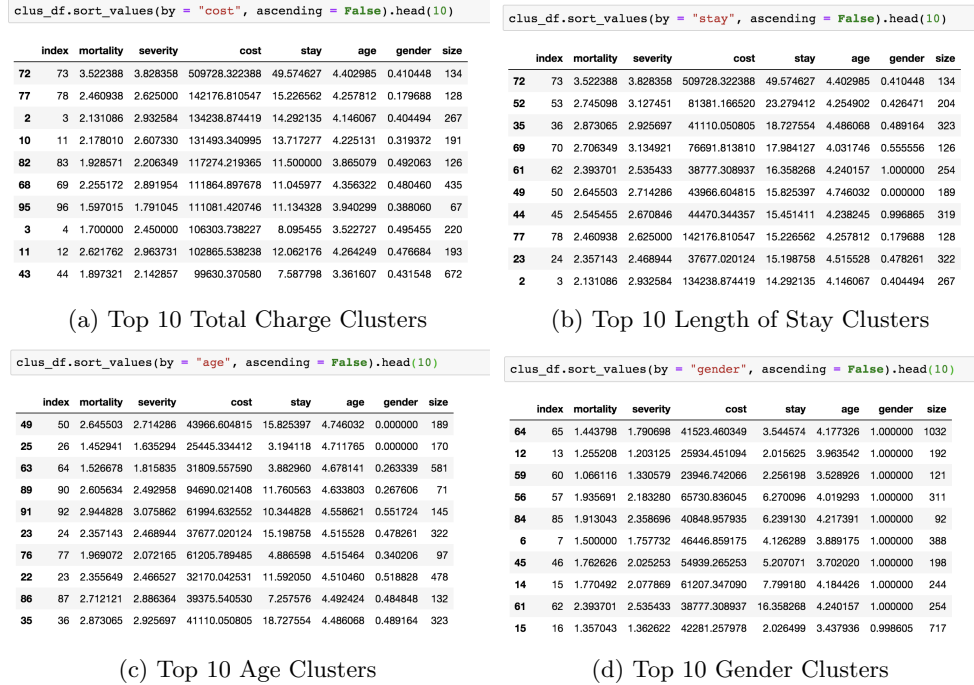 clus_df.sort_values(by = "cost", ascending = False).head(10)
index mortality severity cost stay age gender size
72 73 3.522388 3.828358 509728.322388 49.574627 4.402985 0.410448 134
77 78 2.460938 2.625000 142176.810547 15.226562 4.257812 0.179688 128
2 3 2.131086 2.932584 134238.874419 14.292135 4.146067 0.404494 267
10 11 2.178010 2.607330 131493.340995 13.717277 4.225131 0.319372 191
82 83 1.928571 2.206349 117274.219365 11.500000 3.865079 0.492063 126
68 69 2.255172 2.891954 111864.897678 11.045977 4.356322 0.480460 435
95 96 1.597015 1.791045 111081.420746 11.134328 3.940299 0.388060 67
3 4 1.700000 2.450000 106303.738227 8.095455 3.522727 0.495455 220
11 12 2.621762 2.963731 102865.538238 12.062176 4.264249 0.476684 193
43 44 1.897321 2.142857 99630.370580 7.587798 3.361607 0.431548 672
(a) Top 10 Total Charge Clusters
clus_df.sort_values(by = "stay", ascending = False).head(10)
index mortality severity cost stay age gender size
72 73 3.522388 3.828358 509728.322388 49.574627 4.402985 0.410448 134
52 53 2.745098 3.127451 81381.166520 23.279412 4.254902 0.426471 204
35 36 2.873065 2.925697 41110.050805 18.727554 4.486068 0.489164 323
69 70 2.706349 3.134921 76691.813810 17.984127 4.031746 0.555556 126
61 62 2.393701 2.535433 38777.308937 16.358268 4.240157 1.000000 254
49 50 2.645503 2.714286 43966.604815 15.825397 4.746032 0.000000 189
44 45 2.545455 2.670846 44470.344357 15.451411 4.238245 0.996865 319
77 78 2.460938 2.625000 142176.810547 15.226562 4.257812 0.179688 128
23 24 2.357143 2.468944 37677.020124 15.198758 4.515528 0.478261 322
2 3 2.131086 2.932584 134238.874419 14.292135 4.146067 0.404494 267
(b) Top 10 Length of Stay Clusters
clus_df.sort_values(by = "age", ascending = False).head(10)
index mortality severity cost stay age gender size
49 50 2.645503 2.714286 43966.604815 15.825397 4.746032 0.000000 189
25 26 1.452941 1.635294 25445.334412 3.194118 4.711765 0.000000 170
63 64 1.526678 1.815835 31809.557590 3.882960 4.678141 0.263339 581
89 90 2.605634 2.492958 94690.021408 11.760563 4.633803 0.267606 71
91 92 2.944828 3.075862 61994.632552 10.344828 4.558621 0.551724 145
23 24 2.357143 2.468944 37677.020124 15.198758 4.515528 0.478261 322
76 77 1.969072 2.072165 61205.789485 4.886598 4.515464 0.340206 97
22 23 2.355649 2.466527 32170.042531 11.592050 4.510460 0.518828 478
86 87 2.712121 2.886364 39375.540530 7.257576 4.492424 0.484848 132
35 36 2.873065 2.925697 41110.050805 18.727554 4.486068 0.489164 323
(c) Top 10 Age Clusters
clus_df.sort_values(by = "gender", ascending = False).head(10)
index mortality severity cost stay age gender size
64 65 1.443798 1.790698 41523.460349 3.544574 4.177326 1.000000 1032
12 13 1.255208 1.203125 25934.451094 2.015625 3.963542 1.000000 192
59 60 1.066116 1.330579 23946.742066 2.256198 3.528926 1.000000 121
56 57 1.935691 2.183280 65730.836045 6.270096 4.019293 1.000000 311
84 85 1.913043 2.358696 40848.957935 6.239130 4.217391 1.000000 92
6 7 1.500000 1.757732 46446.859175 4.126289 3.889175 1.000000 388
45 46 1.762626 2.025253 54939.265253 5.207071 3.702020 1.000000 198
14 15 1.770492 2.077869 61207.347090 7.799180 4.184426 1.000000 244
61 62 2.393701 2.535433 38777.308937 16.358268 4.240157 1.000000 254
15 16 1.357043 1.362622 42281.257978 2.026499 3.437936 0.998605 717
(d) Top 10 Gender Clusters